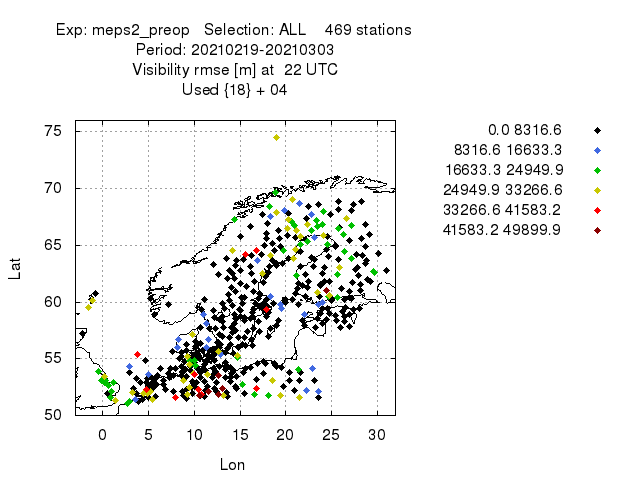 Exp: meps2_preop   Selection: ALL    469 stations
Period: 20210219-20210303
Visibility rmse [m] at  22 UTC
Used {18} + 04
0.0 8316.6
8316.6 16633.3
16633.3 24949.9
24949.9 33266.6
33266.6 41583.2
41583.2 49899.9
75
70
65
60
55
50
Lat
0 5 10 15 20 25 30
Lon